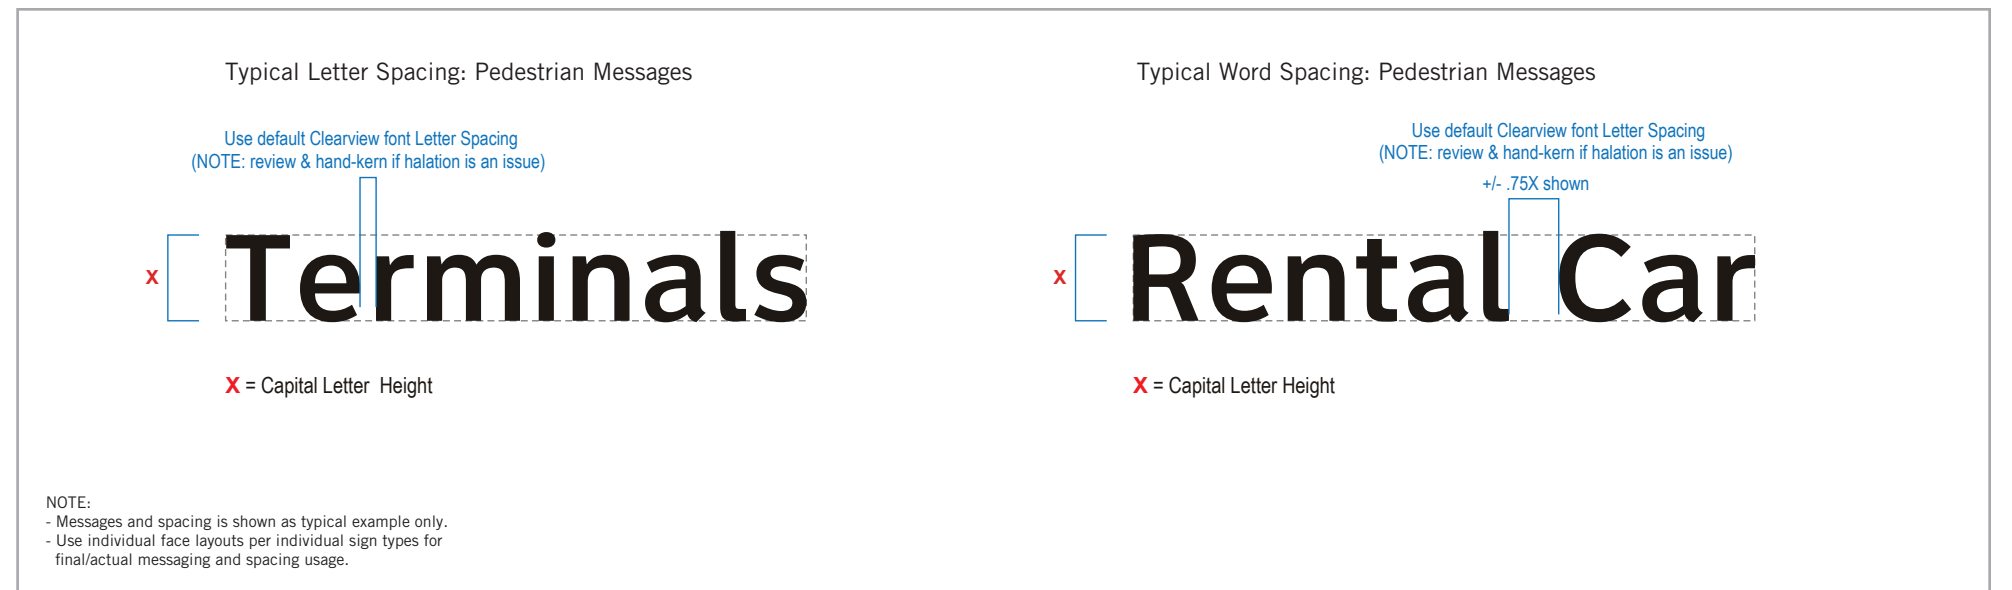 Typical Letter Spacing: Pedestrian Messages
Use default Clearview font Letter Spacing
(NOTE: review & hand-kern if halation is an issue)
X
Terminals
X = Capital Letter Height
Typical Word Spacing: Pedestrian Messages
Use default Clearview font Letter Spacing
(NOTE: review & hand-kern if halation is an issue)
+/- .75X shown
X
Rental Car
X = Capital Letter Height
NOTE:
- Messages and spacing is shown as typical example only.
- Use individual face layouts per individual sign types for
final/actual messaging and spacing usage.